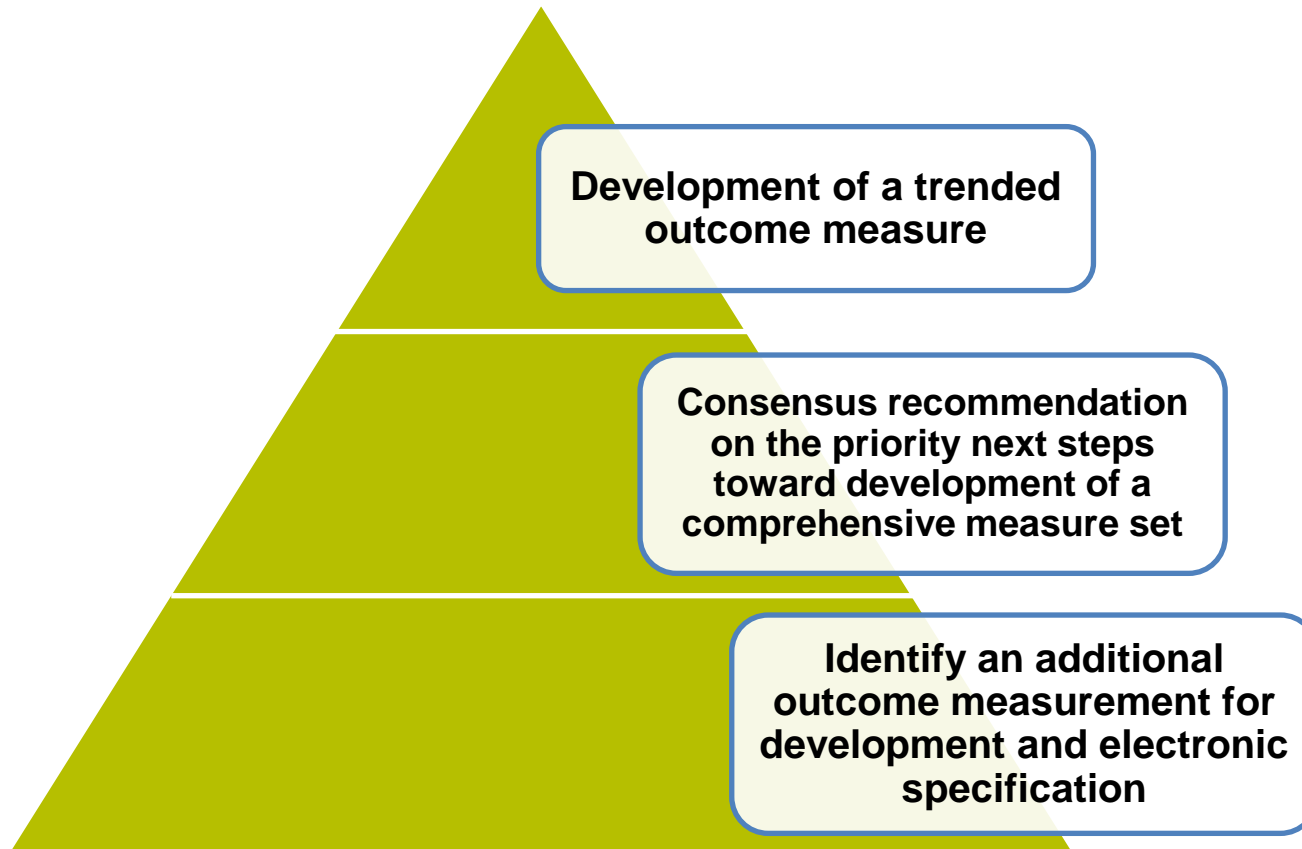 Development of a trended
outcome measure
Consensus recommendation
on the priority next steps
toward development of a
comprehensive measure set
Identify an additional
outcome measurement for
development and electronic
specification